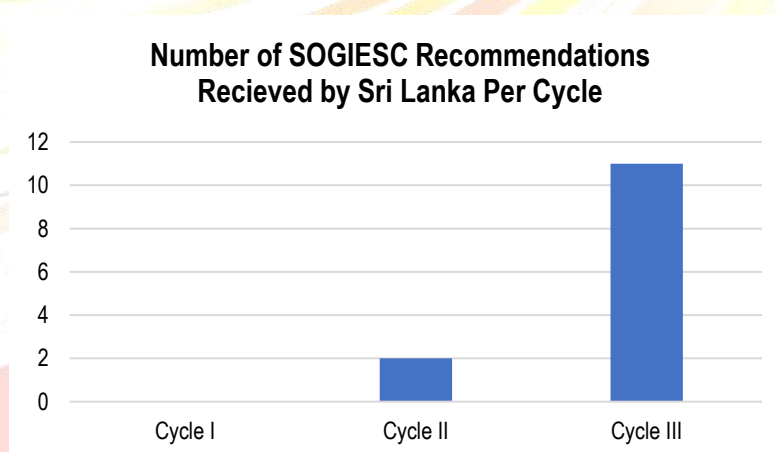 Number of SOGIESC Recommendations
Recieved by Sri Lanka Per Cycle
12
10
8
6
4
2
0
Cycle I
Cycle II
Cycle III